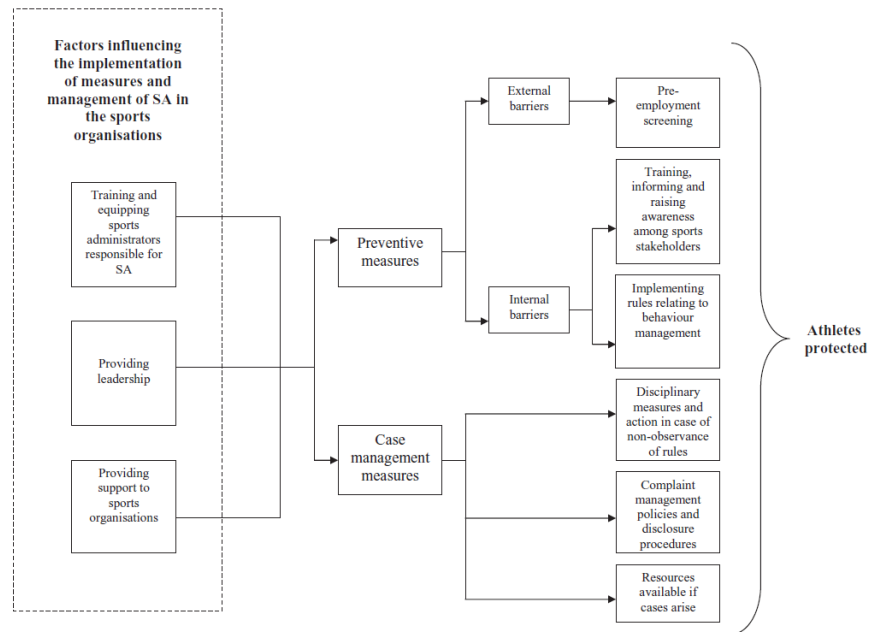 Factors influencing
the implementation
of measures and
management of SA in
the sports
organisations
Training and
equipping
sports
administrators
responsible for
SA
Providing
leadership
Providing
support to
sports
organisations
Preventive
measures
Case
management
measures
External
barriers
Internal
barriers
Pre-
employment
screening
Training,
informing and
raising
awareness
among sports
stakeholders
Implementing
rules relating to
behaviour
management
Disciplinary
measures and
action in case of
non-observance
of rules
Complaint
management
policies and
disclosure
procedures
Resources
available if
cases arise
Athletes
protected